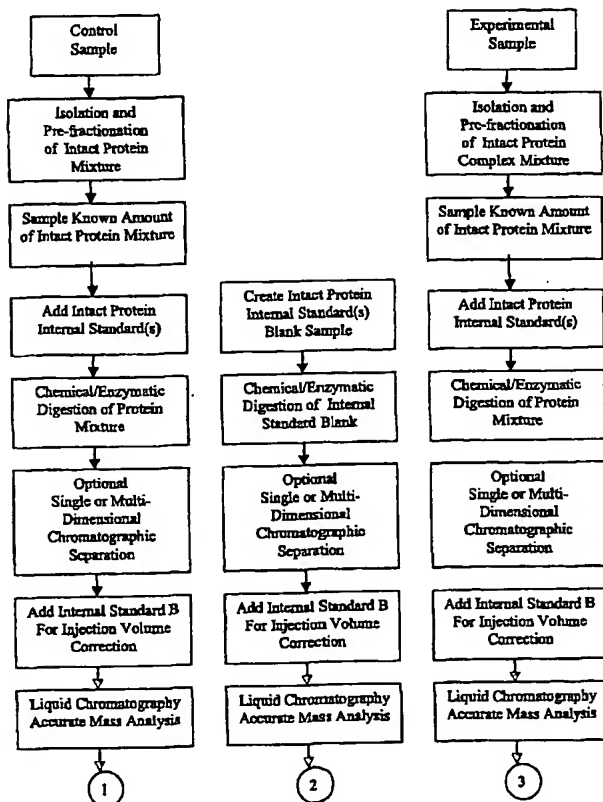 Control
Sample
Isolation and
Pre-fractionation
of Intact Protein
Mixture
Sample Known Amount
of Intact Protein Mixture
Add Intact Protein
Internal Standard(s)
Chemical/Enzymatic
Digestion of Protein
Mixture
Optional
Single or Multi-
Dimensional
Chromatographic
Separation
Add Internal Standard B
For Injection Volume
Correction
Liquid Chromatography
Accurate Mass Analysis
1
Create Intact Protein
Internal Standard(s)
Blank Sample
Chemical/Enzymatic
Digestion of Internal
Standard Blank
Optional
Single or Multi-
Dimensional
Chromatographic
Separation
Add Internal Standard B
For Injection Volume
Correction
Liquid Chromatography
Accurate Mass Analysis
2
Experimental
Sample
Isolation and
Pre-fractionation
of Intact Protein
Complex Mixture
Sample Known Amount
of Intact Protein Mixture
Add Intact Protein
Internal Standard(s)
Chemical/Enzymatic
Digestion of Protein
Mixture
Optional
Single or Multi-
Dimensional
Chromatographic
Separation
Add Internal Standard B
For Injection Volume
Correction
Liquid Chromatography
Accurate Mass Analysis
3